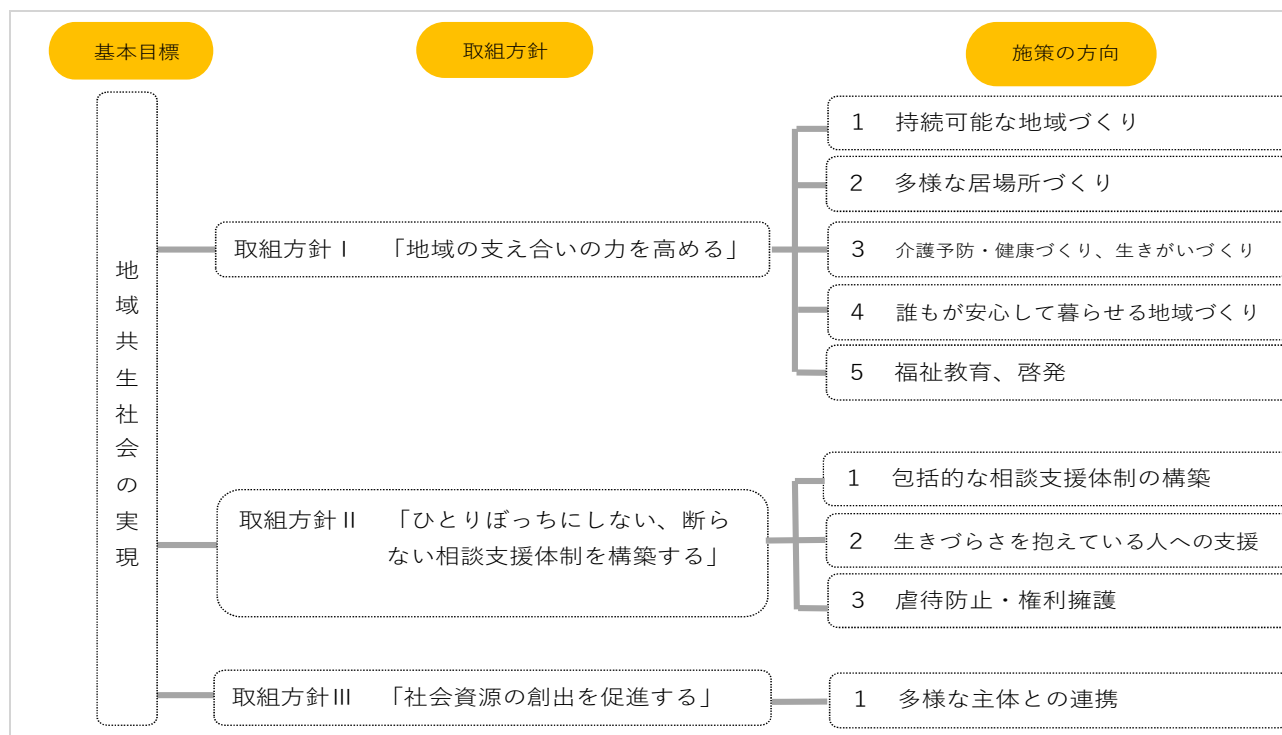 基本目標
取組方針
施策の方向
地域共生社会の実現
取組方針Ⅰ 「地域の支え合いの力を高める」
1 持続可能な地域づくり
2 多様な居場所づくり
3 介護予防・健康づくり、生きがいづくり
4 誰もが安心して暮らせる地域づくり
5 福祉教育、啓発
取組方針Ⅱ 「ひとりぼっちにしない、断ら
ない相談支援体制を構築する」
1 包括的な相談支援体制の構築
2 生きづらさを抱えている人への支援
3 虐待防止・権利擁護
取組方針Ⅲ 「社会資源の創出を促進する」
1 多様な主体との連携